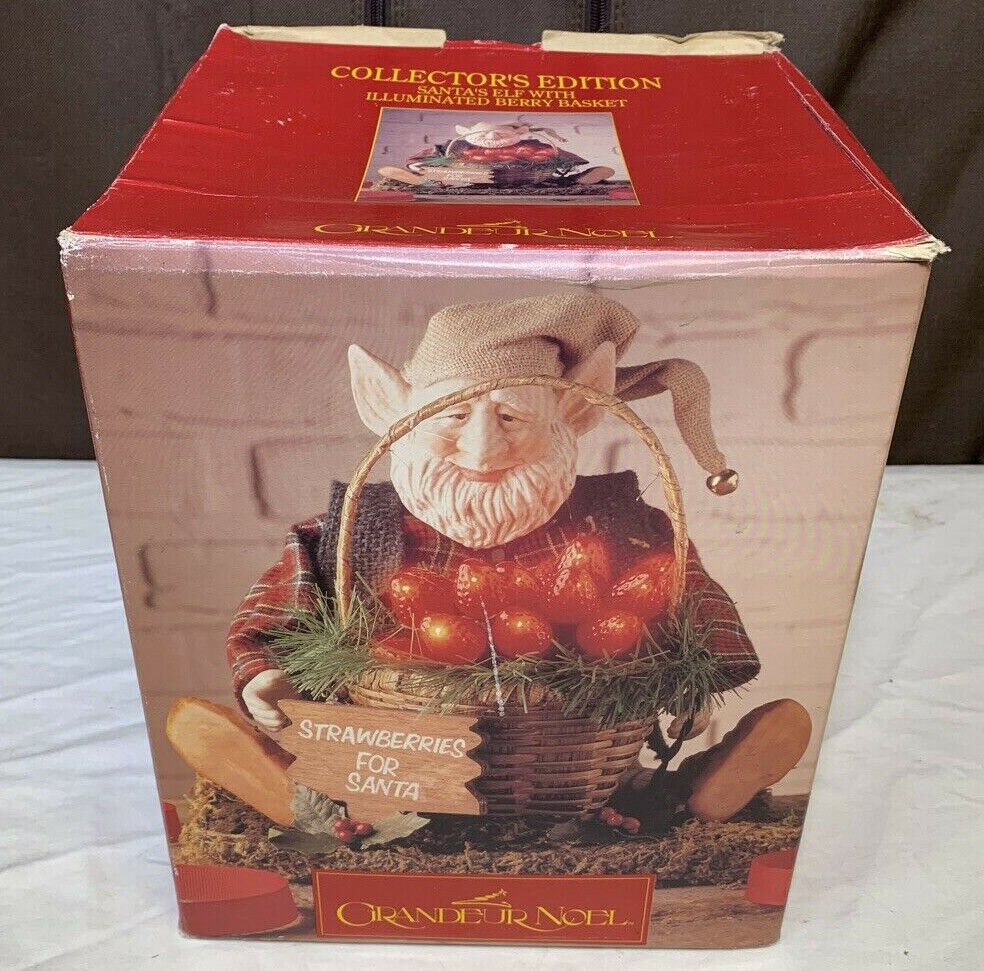 COLLECTOR'S EDITION
SANTA'S ELF WITH
ILLUMINATED BERRY BASKET
GRANDEUR NOEL
STRAWBERRIES
FOR
SANTA
GRANDEUR NOEL